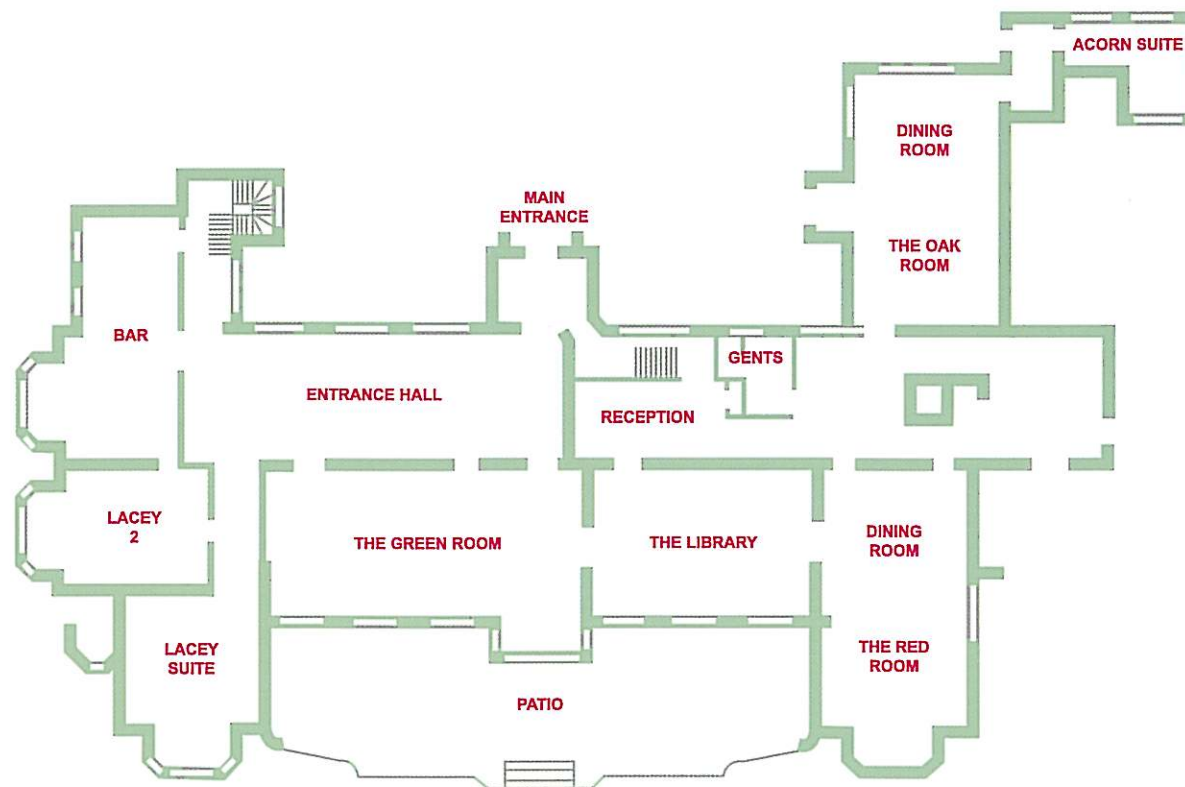 ACORN SUITE
DINING
ROOM
MAIN
ENTRANCE
THE OAK
ROOM
BAR
GENTS
ENTRANCE HALL
RECEPTION
LACEY
2
THE GREEN ROOM
THE LIBRARY
DINING
ROOM
LACEY
SUITE
THE RED
ROOM
PATIO